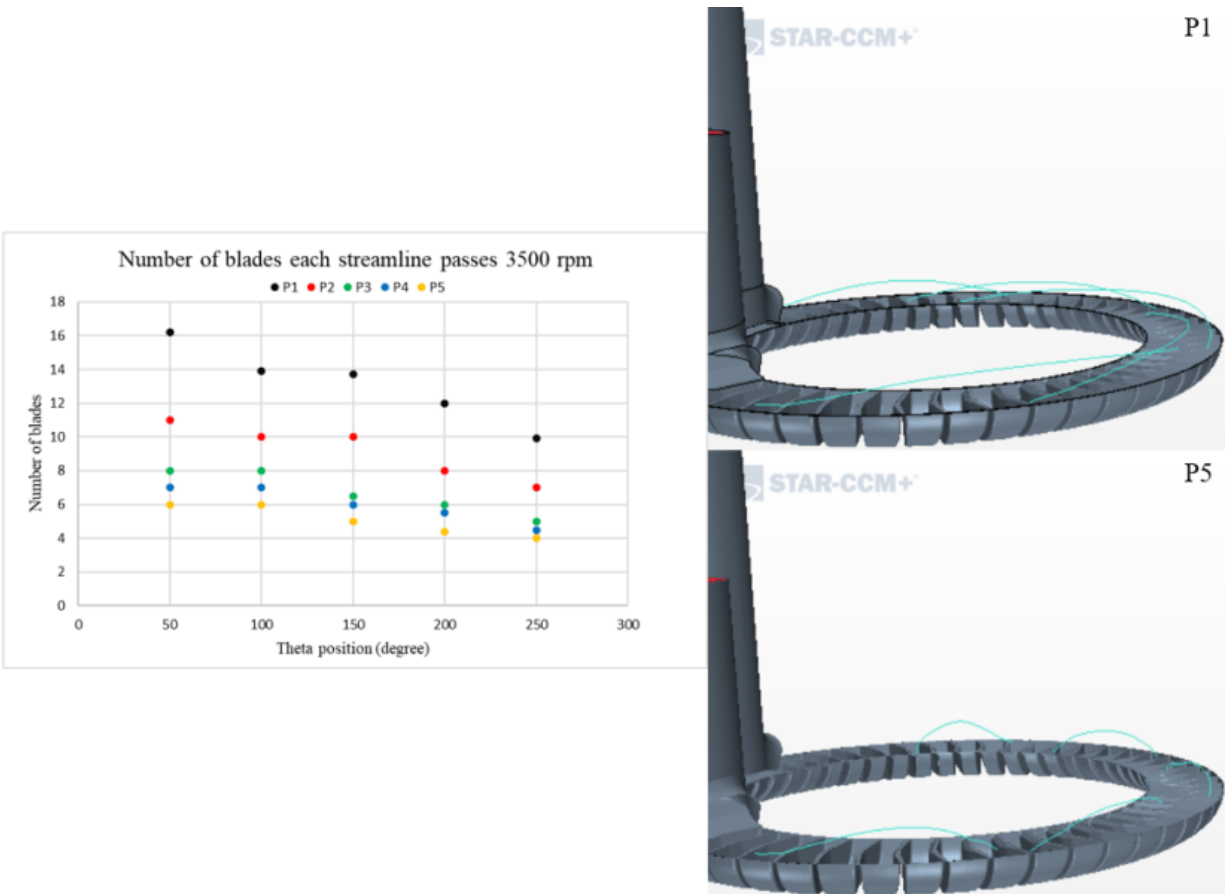 Number of blades each streamline passes 3500 rpm
P1 P2 P3 P4 P5
18
16
14
12
10
8
6
4
2
0
Number of blades
0 50 100 150 200 250 300
Theta position (degree)
STAR-CCM+
P1
STAR-CCM+
P5